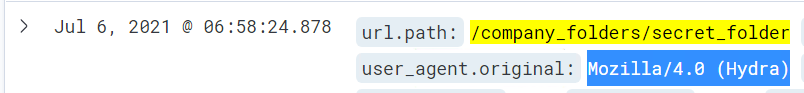 Jul 6, 2021 @ 06:58:24.878 url.path: /company_folders/secret_folder
user_agent.original: Mozilla/4.0 (Hydra)